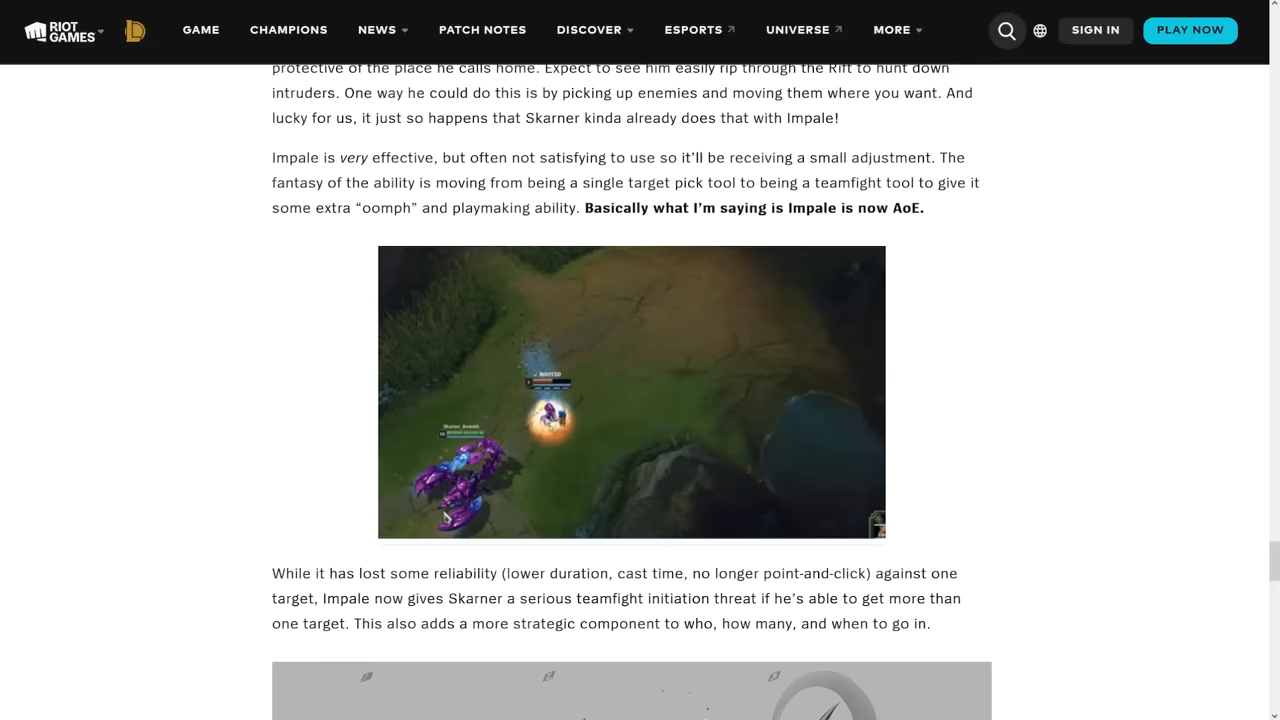 RIOT GAMES
GAME
CHAMPIONS
NEWS
PATCH NOTES
DISCOVER
ESPORTS
UNIVERSE
MORE
SIGN IN
PLAY NOW
protective of the place he calls home. Expect to see him easily rip through the Rift to hunt down
intruders. One way he could do this is by picking up enemies and moving them where you want. And
lucky for us, it just so happens that Skarner kinda already does that with Impale!
Impale is very effective, but often not satisfying to use so it’ll be receiving a small adjustment. The
fantasy of the ability is moving from being a single target pick tool to being a teamfight tool to give it
some extra “oomph” and playmaking ability. Basically what I’m saying is Impale is now AoE.
ROOTED
While it has lost some reliability (lower duration, cast time, no longer point-and-click) against one
target, Impale now gives Skarner a serious teamfight initiation threat if he’s able to get more than
one target. This also adds a more strategic component to who, how many, and when to go in.